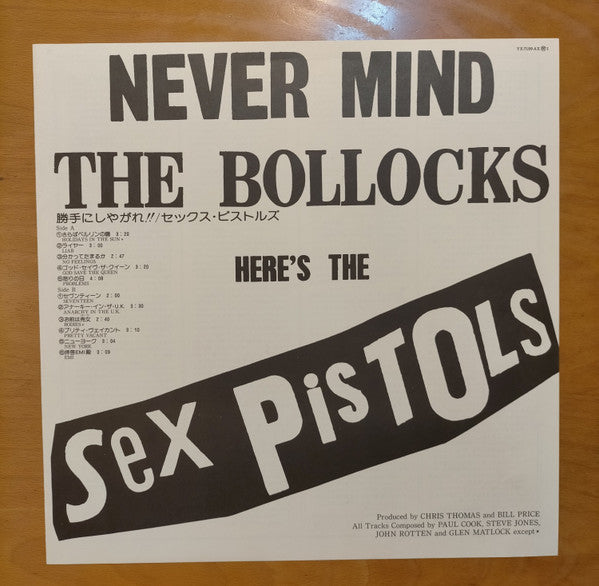 NEVER MIND
THE BOLLOCKS
勝手にしやがれ!!/セックス・ピストルズ
Side A
①さらばベルリンの陽 3:20
HOLIDAYS IN THE SUN★
②ライヤー 3:00
LIAR
③分かってたまるか 2:47
NO FEELINGS
④ゴッド・セイヴ・ザ・クイーン 3:20
GOD SAVE THE QUEEN
⑤怒りの日 4:08
PROBLEMS
Side B
①セヴンティーン 2:00
SEVENTEEN
②アナーキー・イン・ザ・U.K. 3:30
ANARCHY IN THE U.K.
③お前は売女 2:40
BODIES★
④プリティ・ヴェイカント 3:10
PRETTY VACANT
⑤ニューヨーク 3:04
NEW YORK
⑥拝啓EMI殿 3:09
EMI
HERE'S THE
Sex PisTOLs
Produced by CHRIS THOMAS and BILL PRICE
All Tracks Composed by PAUL COOK, STEVE JONES,
JOHN ROTTEN and GLEN MATLOCK except★